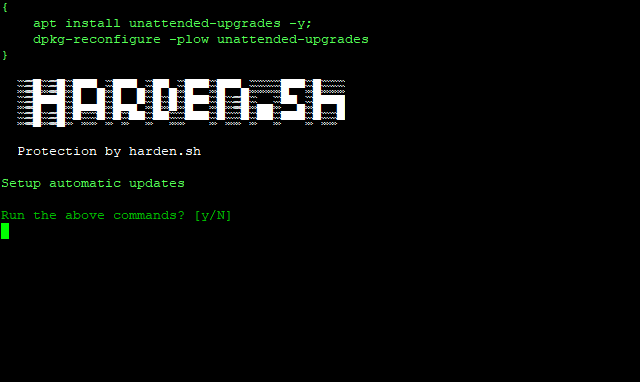 {
apt install unattended-upgrades -y;
dpkg-reconfigure -plow unattended-upgrades
}
HARDEN.Sh
Protection by harden.sh
Setup automatic updates
Run the above commands? [y/N]